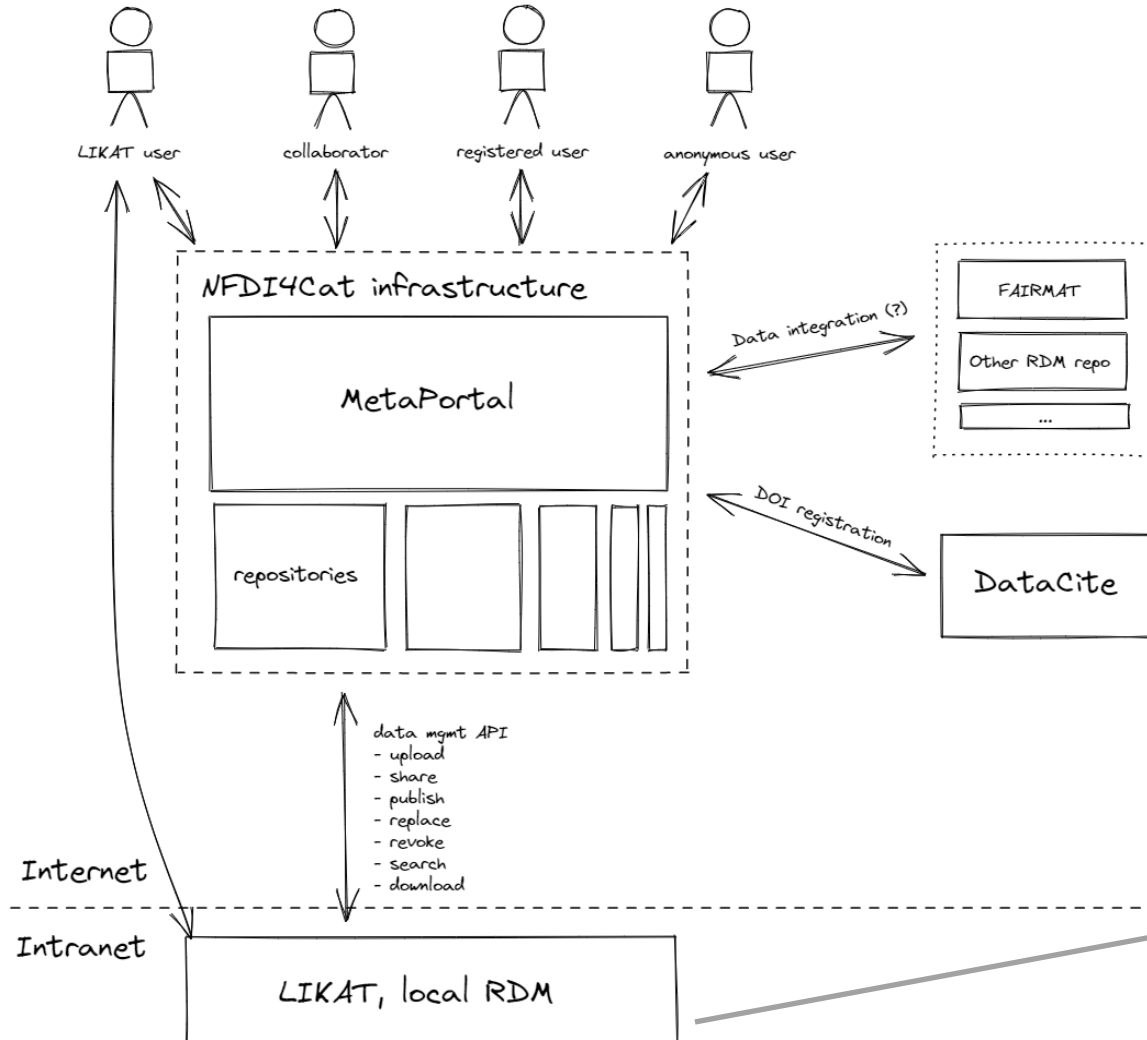 LIKAT user
collaborator
registered user
anonymous user
NFDI4Cat infrastructure
MetaPortal
repositories
Data integration (?)
FAIRMAT
Other RDM repo
...
DOI registration
DataCite
data mgmt API
- upload
- share
- publish
- replace
- revoke
- search
- download
Internet
Intranet
LIKAT, local RDM